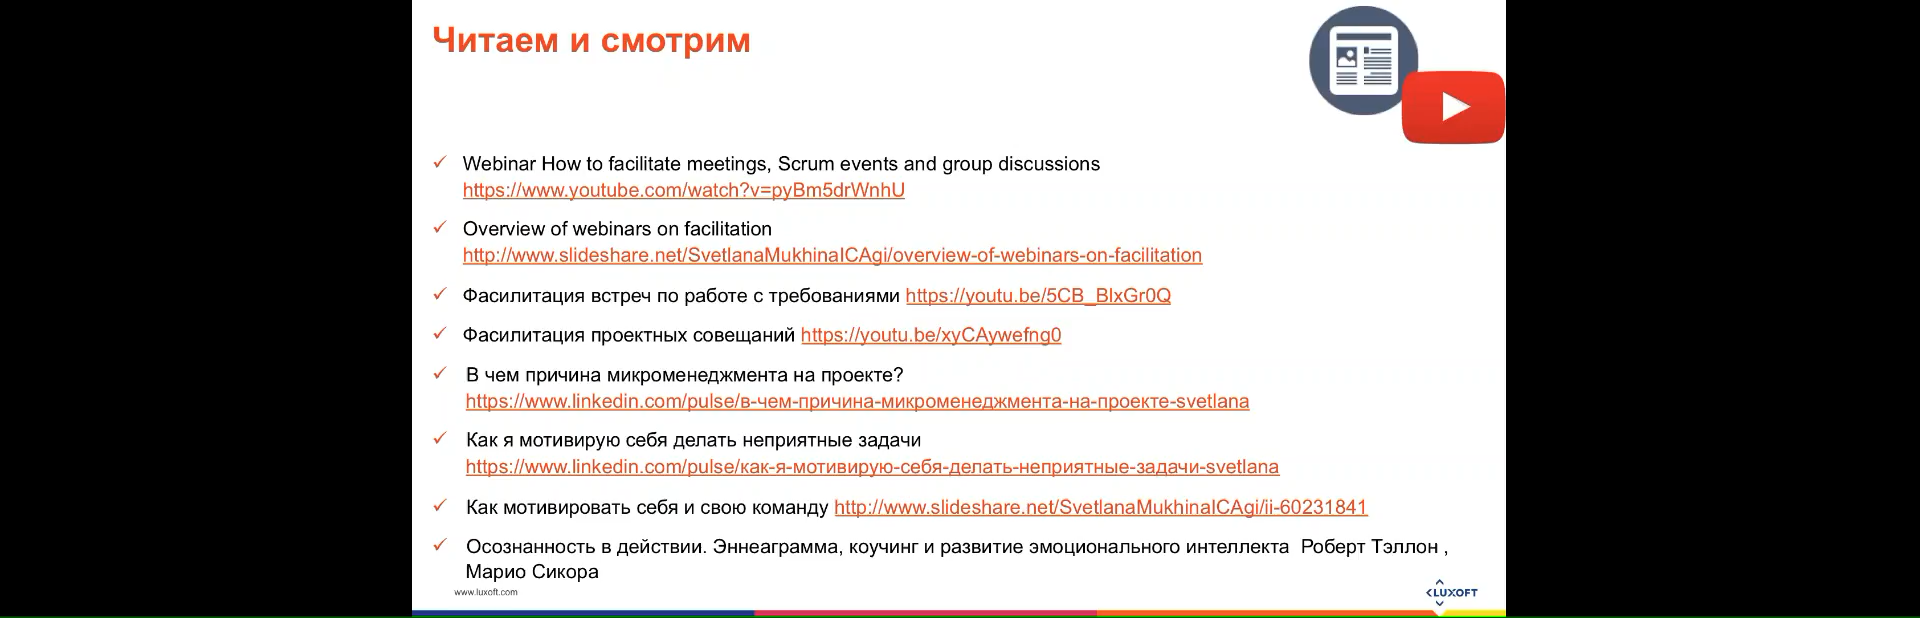 Читаем и смотрим
✓ Webinar How to facilitate meetings, Scrum events and group discussions
https://www.youtube.com/watch?v=pyBm5drWnhU
✓ Overview of webinars on facilitation
http://www.slideshare.net/SvetlanaMukhinaICAgi/overview-of-webinars-on-facilitation
✓ Фасилитация встреч по работе с требованиями https://youtu.be/5CB_BlxGr0Q
✓ Фасилитация проектных совещаний https://youtu.be/xyCAywefng0
✓ В чем причина микроменеджмента на проекте?
https://www.linkedin.com/pulse/в-чем-причина-микроменеджмента-на-проекте-svetlana
✓ Как я мотивирую себя делать неприятные задачи
https://www.linkedin.com/pulse/как-я-мотивирую-себя-делать-неприятные-задачи-svetlana
✓ Как мотивировать себя и свою команду http://www.slideshare.net/SvetlanaMukhinaICAgi/ii-60231841
✓ Осознанность в действии. Эннеаграмма, коучинг и развитие эмоционального интеллекта Роберт Тэллон ,
Марио Сикора
www.luxoft.com
LUXOFT